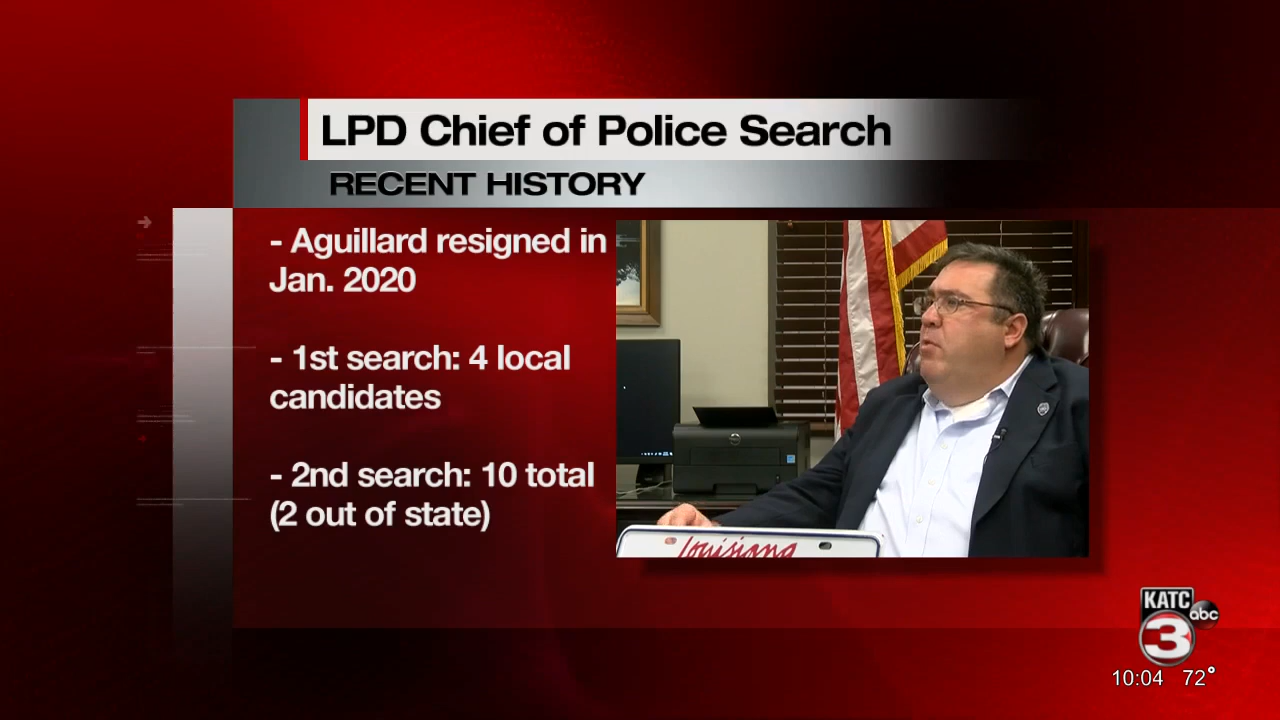 LPD Chief of Police Search
RECENT HISTORY
- Aguillard resigned in
Jan. 2020
- 1st search: 4 local
candidates
- 2nd search: 10 total
(2 out of state)
Louisiana
KATC
abc
3
10:04 72°